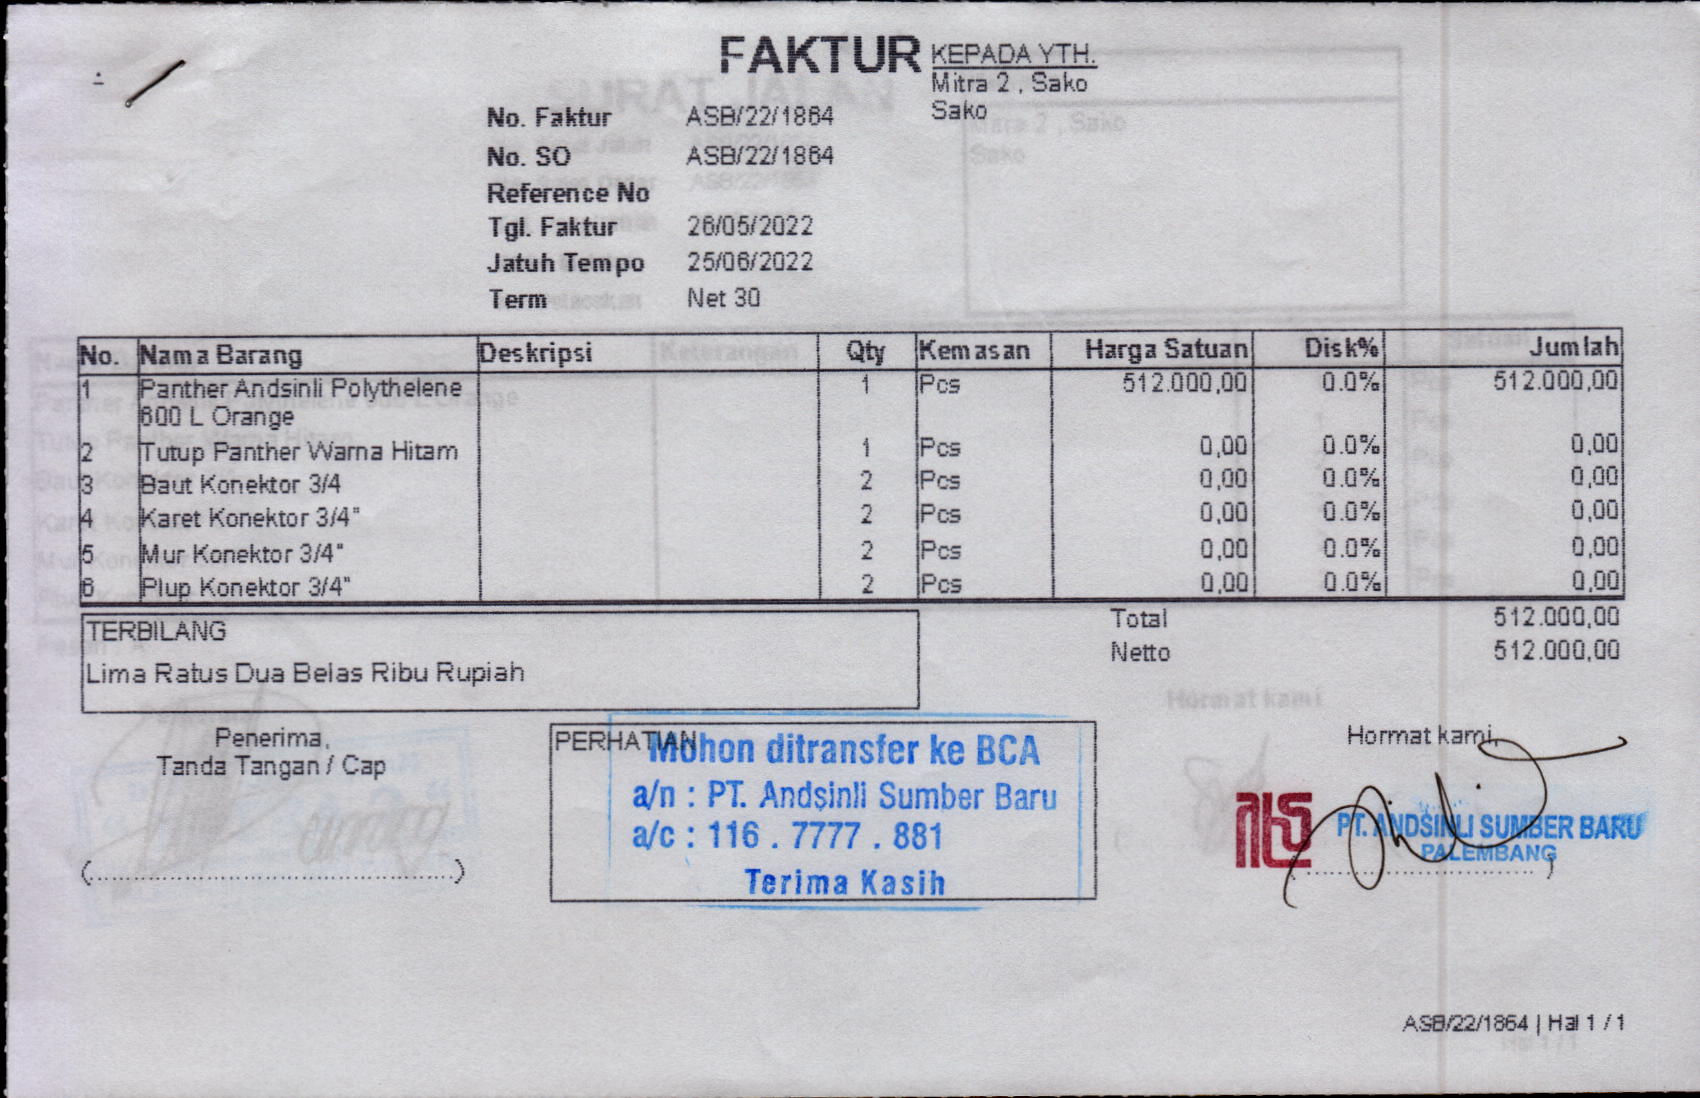 FAKTUR
KEPADA YTH.
Mitra 2 , Sako
Sako
No. Faktur ASB/22/1864
No. SO ASB/22/1864
Reference No
Tgl. Faktur 26/05/2022
Jatuh Tempo 25/06/2022
Term Net 30
No. Nama Barang Deskripsi Qty Kemasan Harga Satuan Disk% Jumlah
1 Panther Andsinli Polythelene 1 Pcs 512.000,00 0.0% 512.000,00
600 L Orange
2 Tutup Panther Warna Hitam 1 Pcs 0,00 0.0% 0,00
3 Baut Konektor 3/4 2 Pcs 0,00 0.0% 0,00
4 Karet Konektor 3/4" 2 Pcs 0,00 0.0% 0,00
5 Mur Konektor 3/4" 2 Pcs 0,00 0.0% 0,00
6 Plup Konektor 3/4" 2 Pcs 0,00 0.0% 0,00
Total 512.000,00
Netto 512.000,00
TERBILANG
Lima Ratus Dua Belas Ribu Rupiah
Penerima,
Tanda Tangan / Cap
(........................................)
PERHATIAN
Mohon ditransfer ke BCA
a/n : PT. Andsinli Sumber Baru
a/c : 116 . 7777 . 881
Terima Kasih
Hormat kami,
PT. ANDSINLI SUMBER BARU
PALEMBANG
ASB/22/1864 | Hal 1 / 1